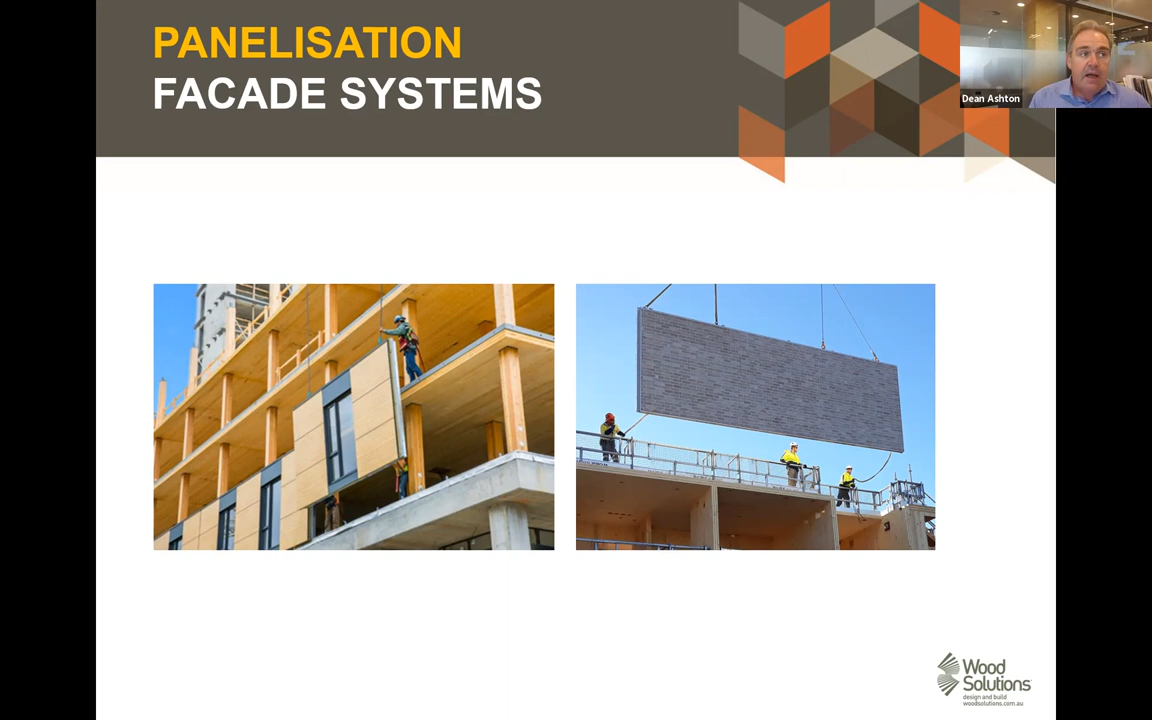 PANELISATION
FACADE SYSTEMS
Dean Ashton
Wood
Solutions
design and build
woodsolutions.com.au